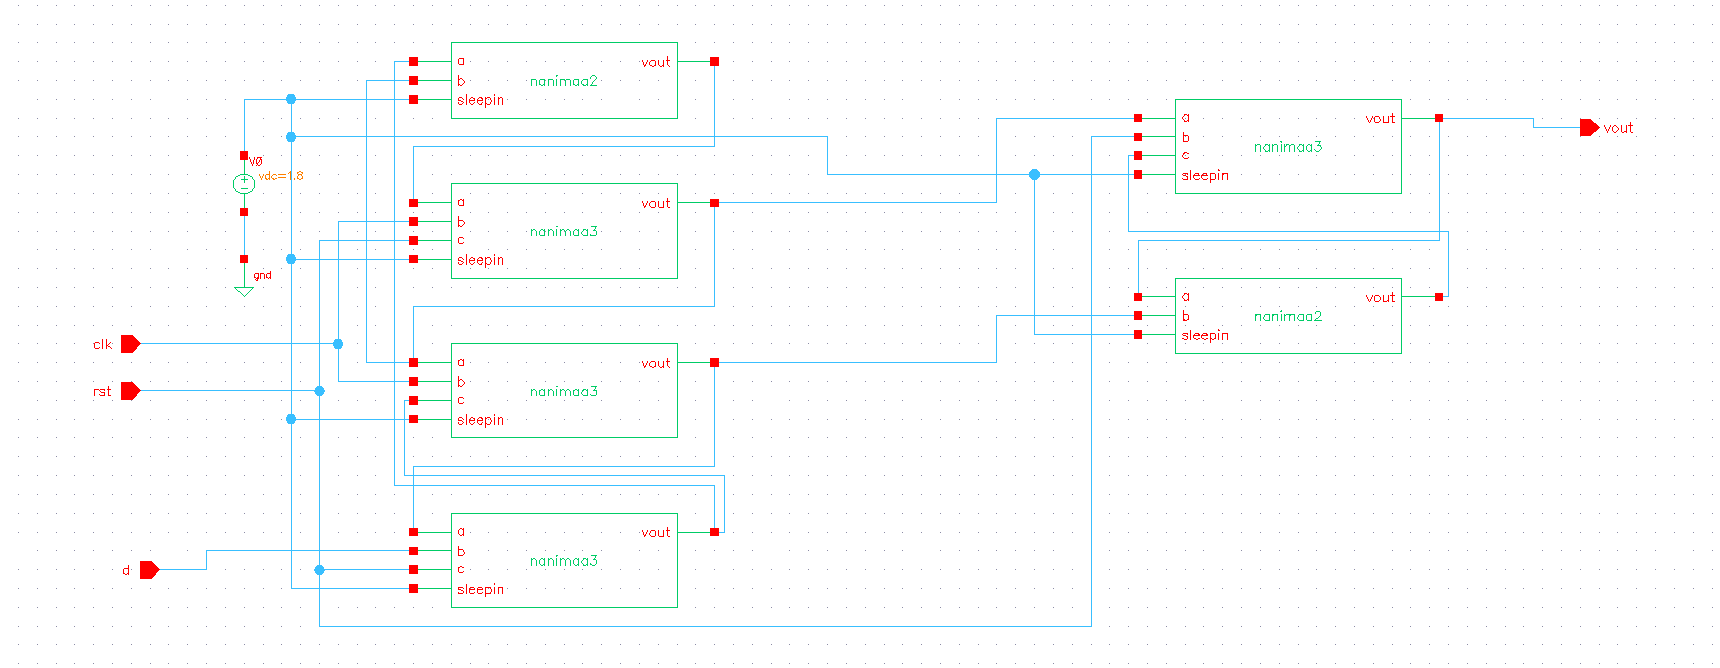 a vout
b nanimaa2
sleepin
V0
vdc=1.8
gnd
a vout
b nanimaa3
c
sleepin
a vout
b nanimaa3
c
sleepin
a vout
b nanimaa3
c
sleepin
clk
rst
d
a vout
b nanimaa3
c
sleepin
vout
a vout
b nanimaa2
sleepin